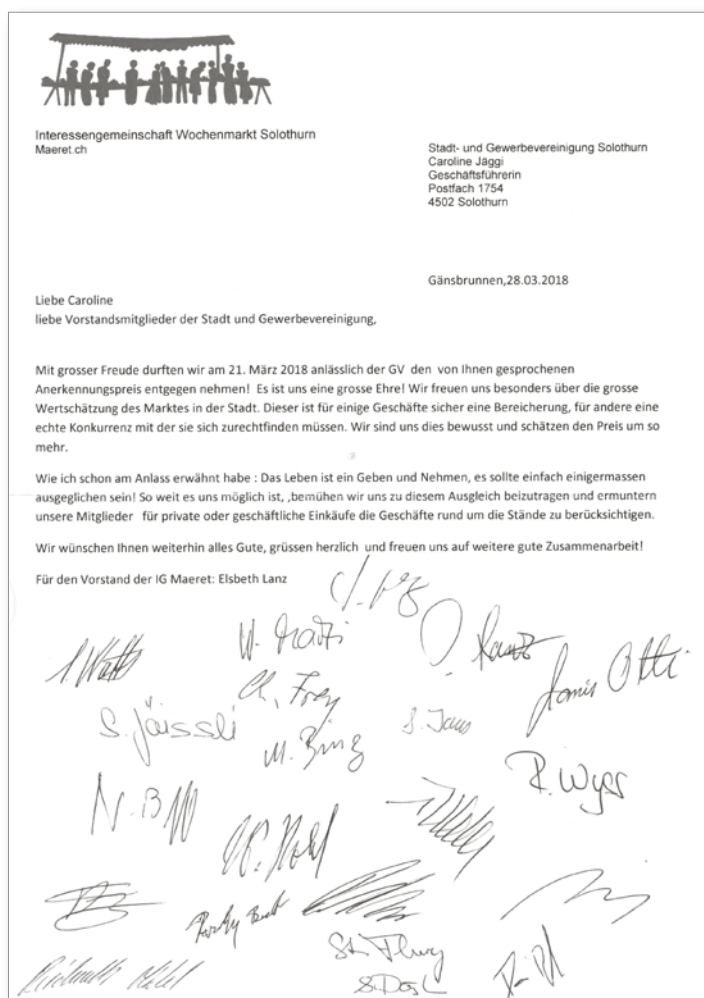 Interessengemeinschaft Wochenmarkt Solothurn
Maeret.ch
Stadt- und Gewerbevereinigung Solothurn
Caroline Jäggi
Geschäftsführerin
Postfach 1754
4502 Solothurn
Gänsbrunnen,28.03.2018
Liebe Caroline
liebe Vorstandsmitglieder der Stadt und Gewerbevereinigung,
Mit grosser Freude durften wir am 21. März 2018 anlässlich der GV den von Ihnen gesprochenen
Anerkennungspreis entgegen nehmen! Es ist uns eine grosse Ehre! Wir freuen uns besonders über die grosse
Wertschätzung des Marktes in der Stadt. Dieser ist für einige Geschäfte sicher eine Bereicherung, für andere eine
echte Konkurrenz mit der sie sich zurechtfinden müssen. Wir sind uns dies bewusst und schätzen den Preis um so
mehr.
Wie ich schon am Anlass erwähnt habe : Das Leben ist ein Geben und Nehmen, es sollte einfach einigermassen
ausgeglichen sein! So weit es uns möglich ist, ,bemühen wir uns zu diesem Ausgleich beizutragen und ermuntern
unsere Mitglieder für private oder geschäftliche Einkäufe die Geschäfte rund um die Stände zu berücksichtigen.
Wir wünschen Ihnen weiterhin alles Gute, grüssen herzlich und freuen uns auf weitere gute Zusammenarbeit!
Für den Vorstand der IG Maeret: Elsbeth Lanz
Ch. Frey
R. Wyss